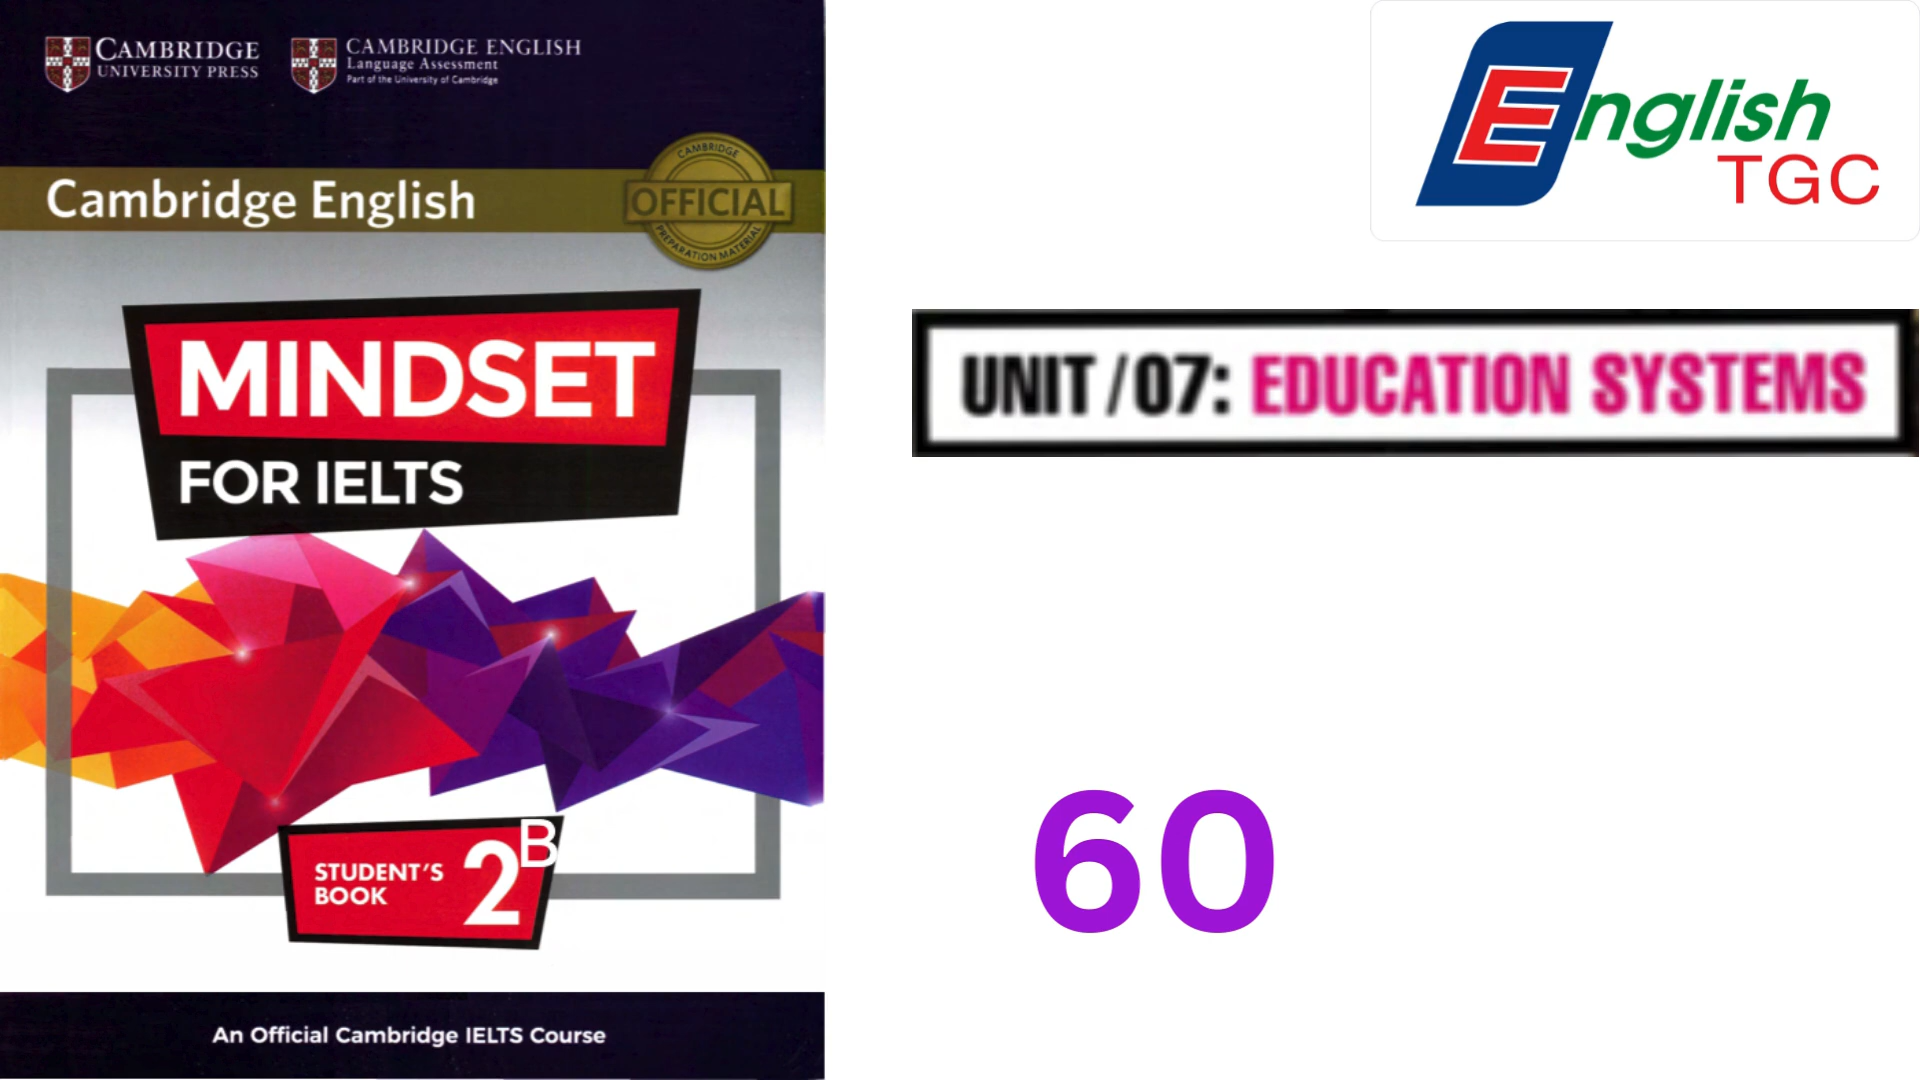 CAMBRIDGE
UNIVERSITY PRESS
CAMBRIDGE ENGLISH
Language Assessment
Part of the University of Cambridge
Cambridge English
CAMBRIDGE
OFFICIAL
PREPARATION MATERIAL
MINDSET
FOR IELTS
STUDENT'S
BOOK
2B
An Official Cambridge IELTS Course
English
TGC
UNIT /07: EDUCATION SYSTEMS
60